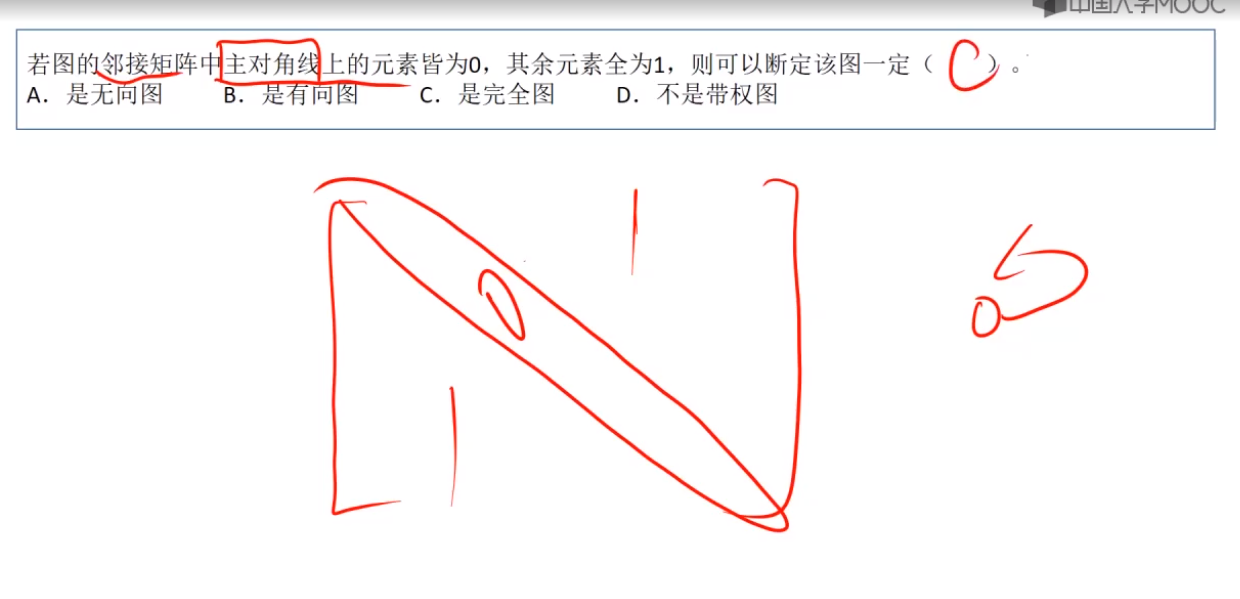 中国大学MOOC
若图的邻接矩阵中主对角线上的元素皆为0，其余元素全为1，则可以断定该图一定（ C ）。
A. 是无向图 B. 是有向图 C. 是完全图 D. 不是带权图
1
0
1